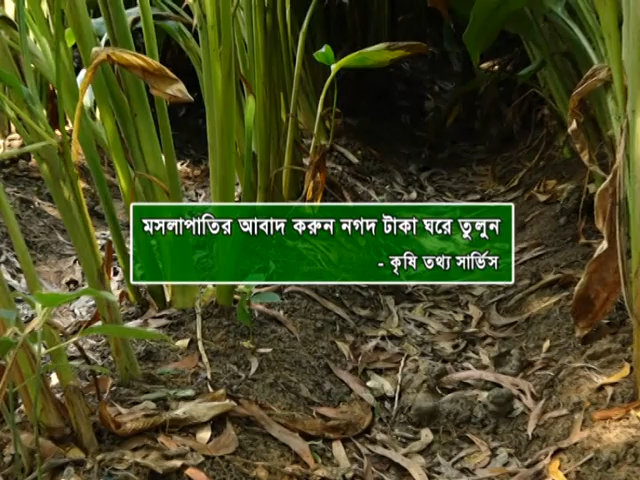 মসলাপাতির আবাদ করুন নগদ টাকা ঘরে তুলুন
- কৃষি তথ্য সার্ভিস